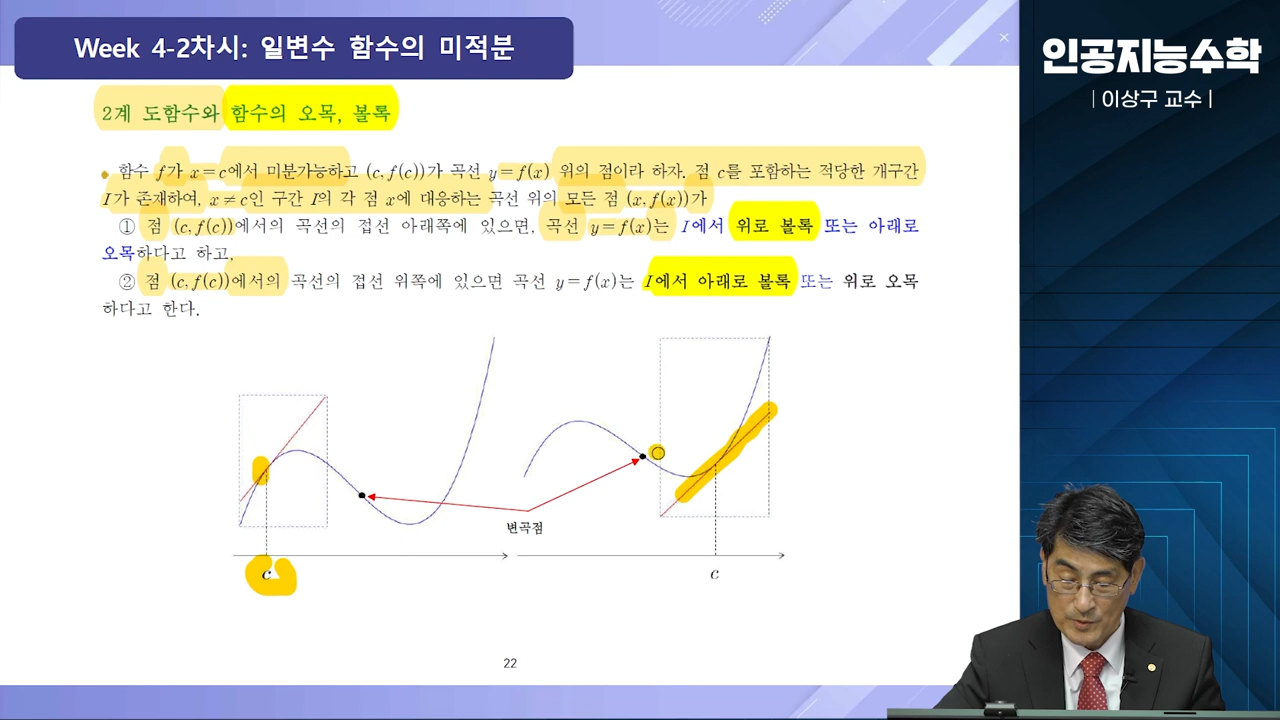 Week 4-2차시: 일변수 함수의 미적분
인공지능수학
| 이상구 교수 |
2계 도함수와 함수의 오목, 볼록
• 함수 f가 x=c에서 미분가능하고 (c, f(c))가 곡선 y=f(x) 위의 점이라 하자. 점 c를 포함하는 적당한 개구간
I가 존재하여, x≠c인 구간 I의 각 점 x에 대응하는 곡선 위의 모든 점 (x, f(x))가
① 점 (c, f(c))에서의 곡선의 접선 아래쪽에 있으면, 곡선 y=f(x)는 I에서 위로 볼록 또는 아래로
오목하다고 하고,
② 점 (c, f(c))에서의 곡선의 접선 위쪽에 있으면 곡선 y=f(x)는 I에서 아래로 볼록 또는 위로 오목
하다고 한다.
변곡점
c
c
22